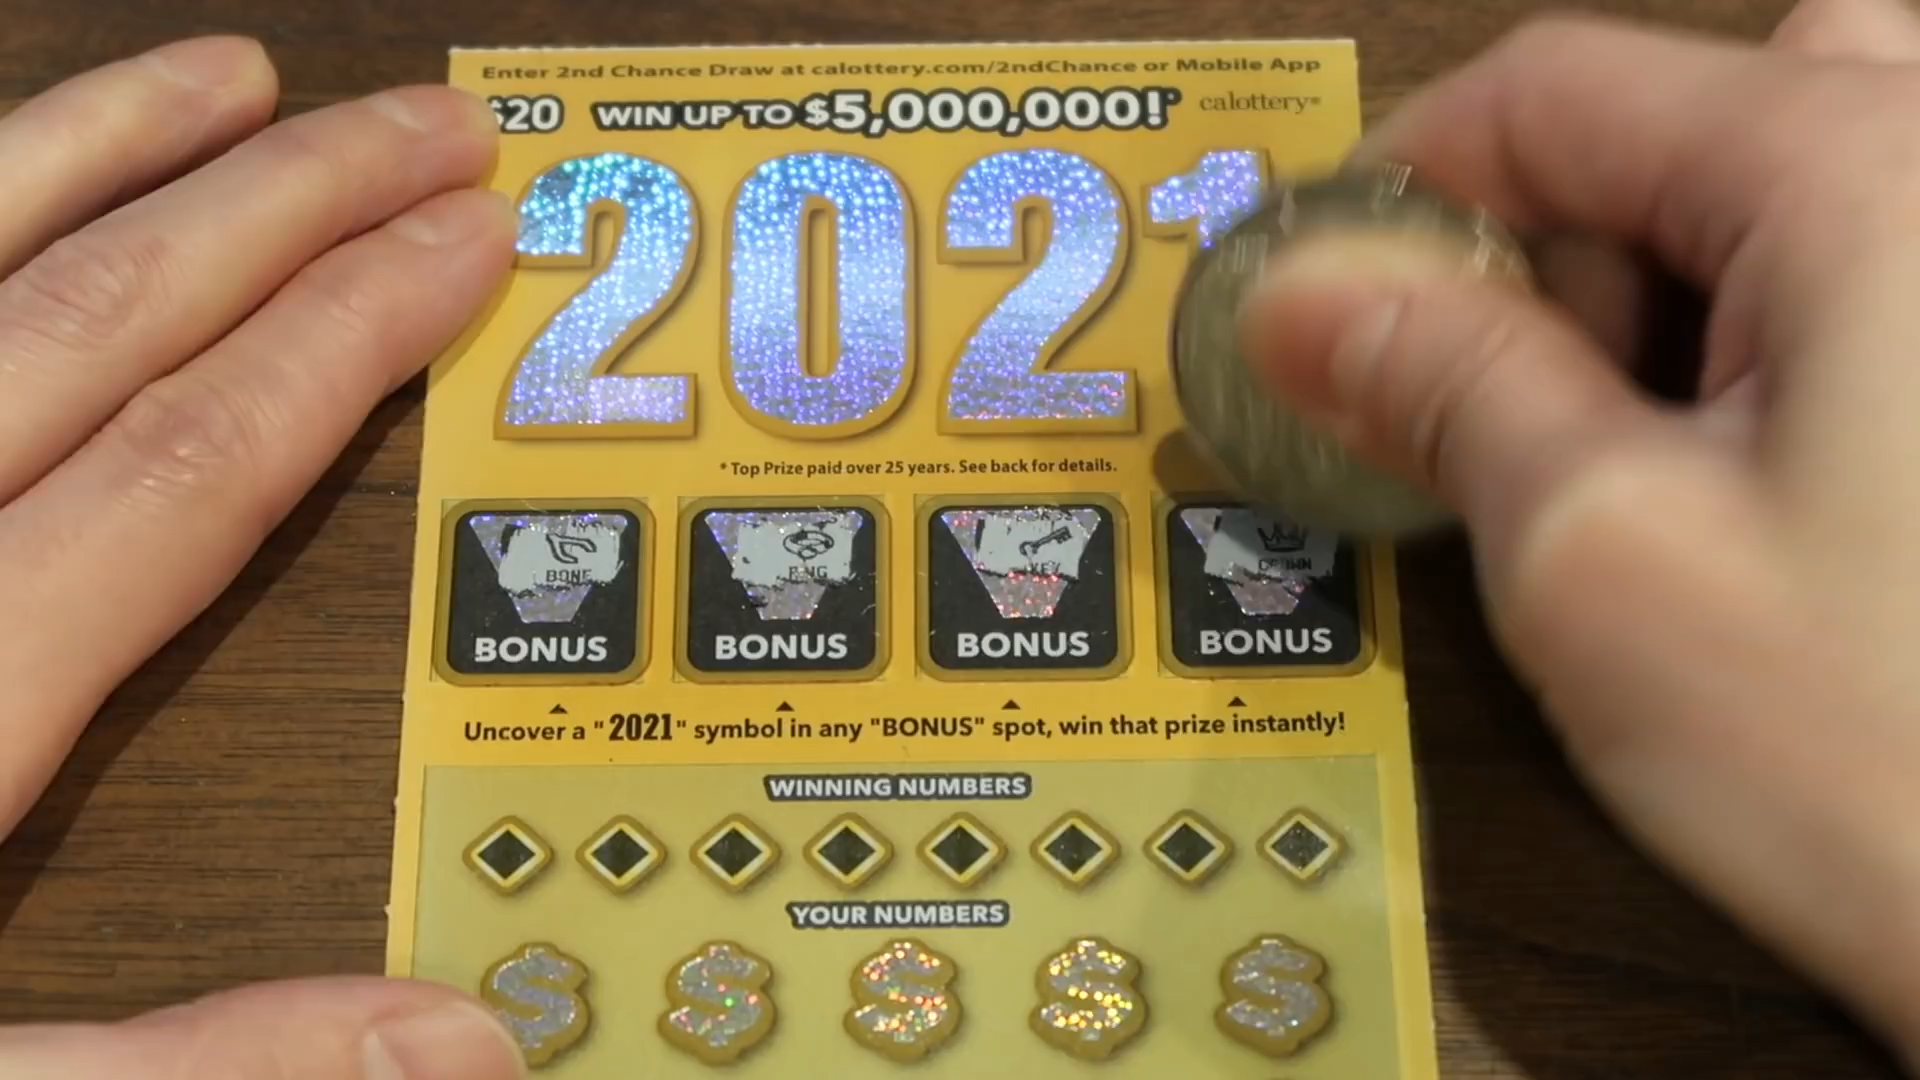 Enter 2nd Chance Draw at calottery.com/2ndChance or Mobile App
$20 WIN UP TO $5,000,000!* calottery®
2021
* Top Prize paid over 25 years. See back for details.
BONE RING KEY CROWN
BONUS BONUS BONUS BONUS
Uncover a "2021" symbol in any "BONUS" spot, win that prize instantly!
WINNING NUMBERS
YOUR NUMBERS
$ $ $ $ $